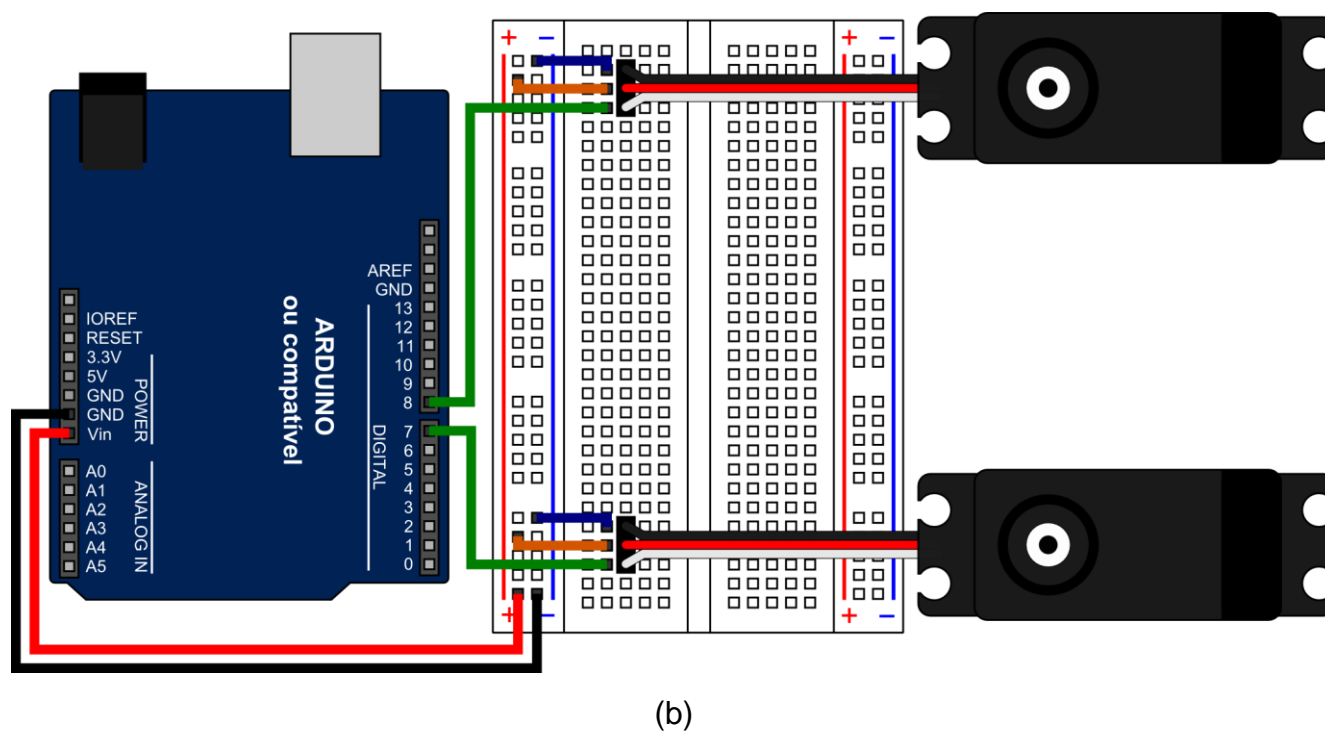 + −
+ −
AREF
GND
13
12
11
10
9
8
7
6
5
4
3
2
1
0
DIGITAL
ARDUINO
ou compatível
IOREF
RESET
3.3V
5V
GND
GND
Vin
POWER
A0
A1
A2
A3
A4
A5
ANALOG IN
+ −
+ −
(b)